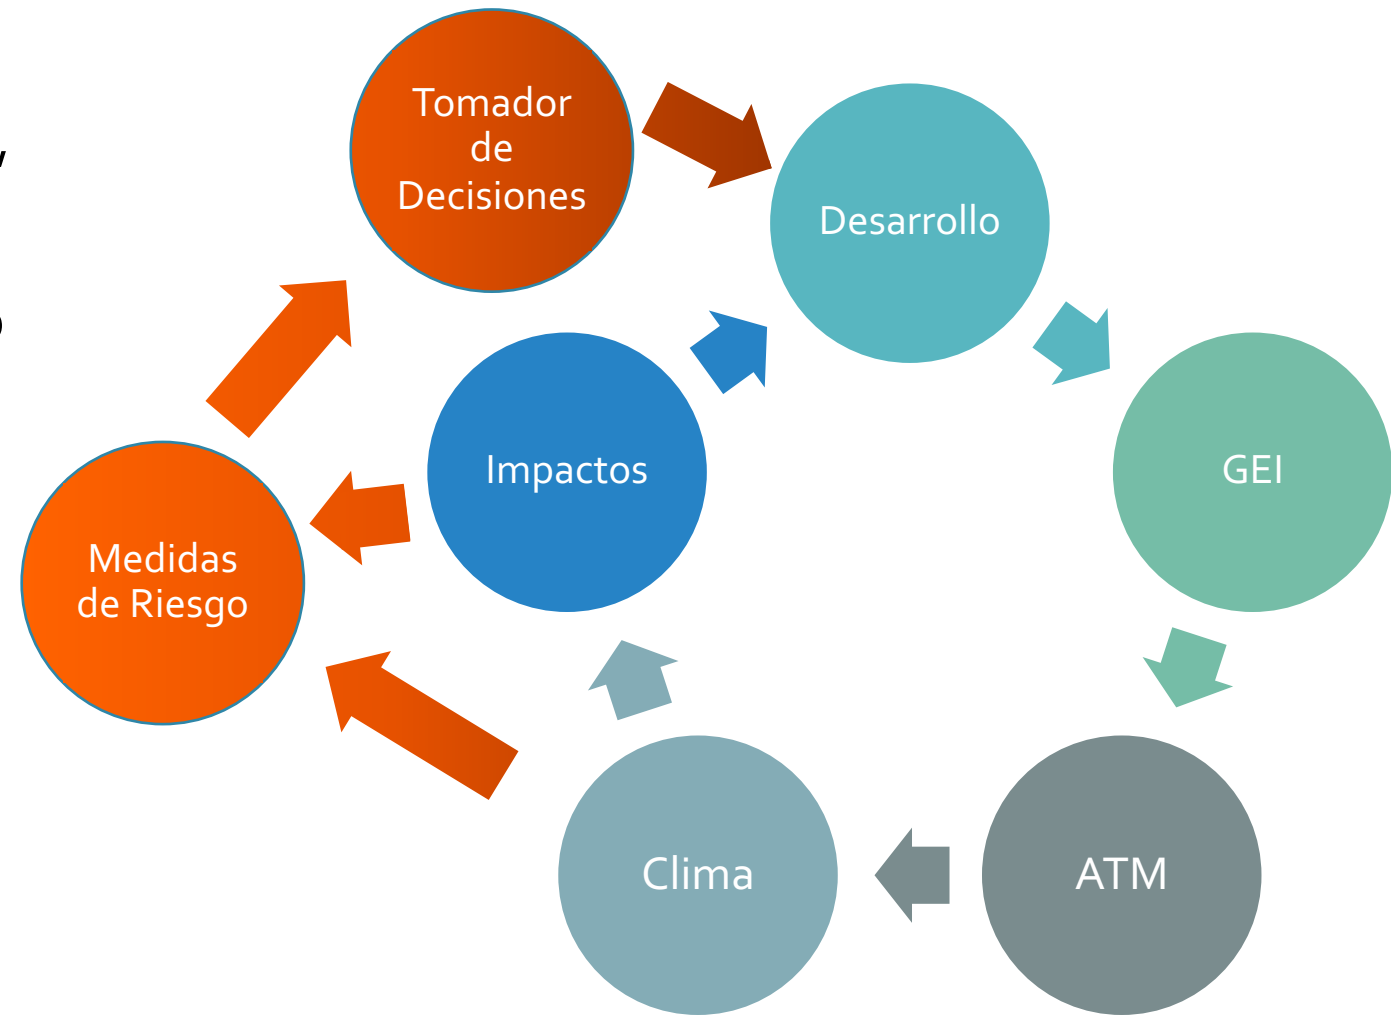 Tomador
de
Decisiones
Desarrollo
Impactos
GEI
Medidas
de Riesgo
Clima
ATM